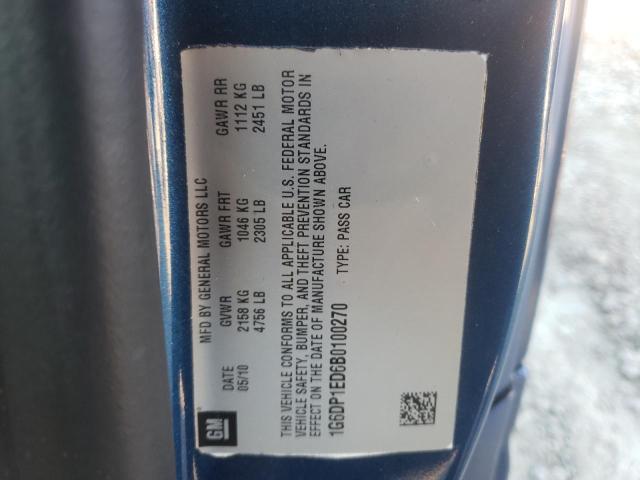 GM
MFD BY GENERAL MOTORS LLC
DATE GVWR GAWR FRT GAWR RR
05/10 2158 KG 1046 KG 1112 KG
4756 LB 2305 LB 2451 LB
THIS VEHICLE CONFORMS TO ALL APPLICABLE U.S. FEDERAL MOTOR
VEHICLE SAFETY, BUMPER, AND THEFT PREVENTION STANDARDS IN
EFFECT ON THE DATE OF MANUFACTURE SHOWN ABOVE.
1G6DP1ED6B0100270 TYPE: PASS CAR